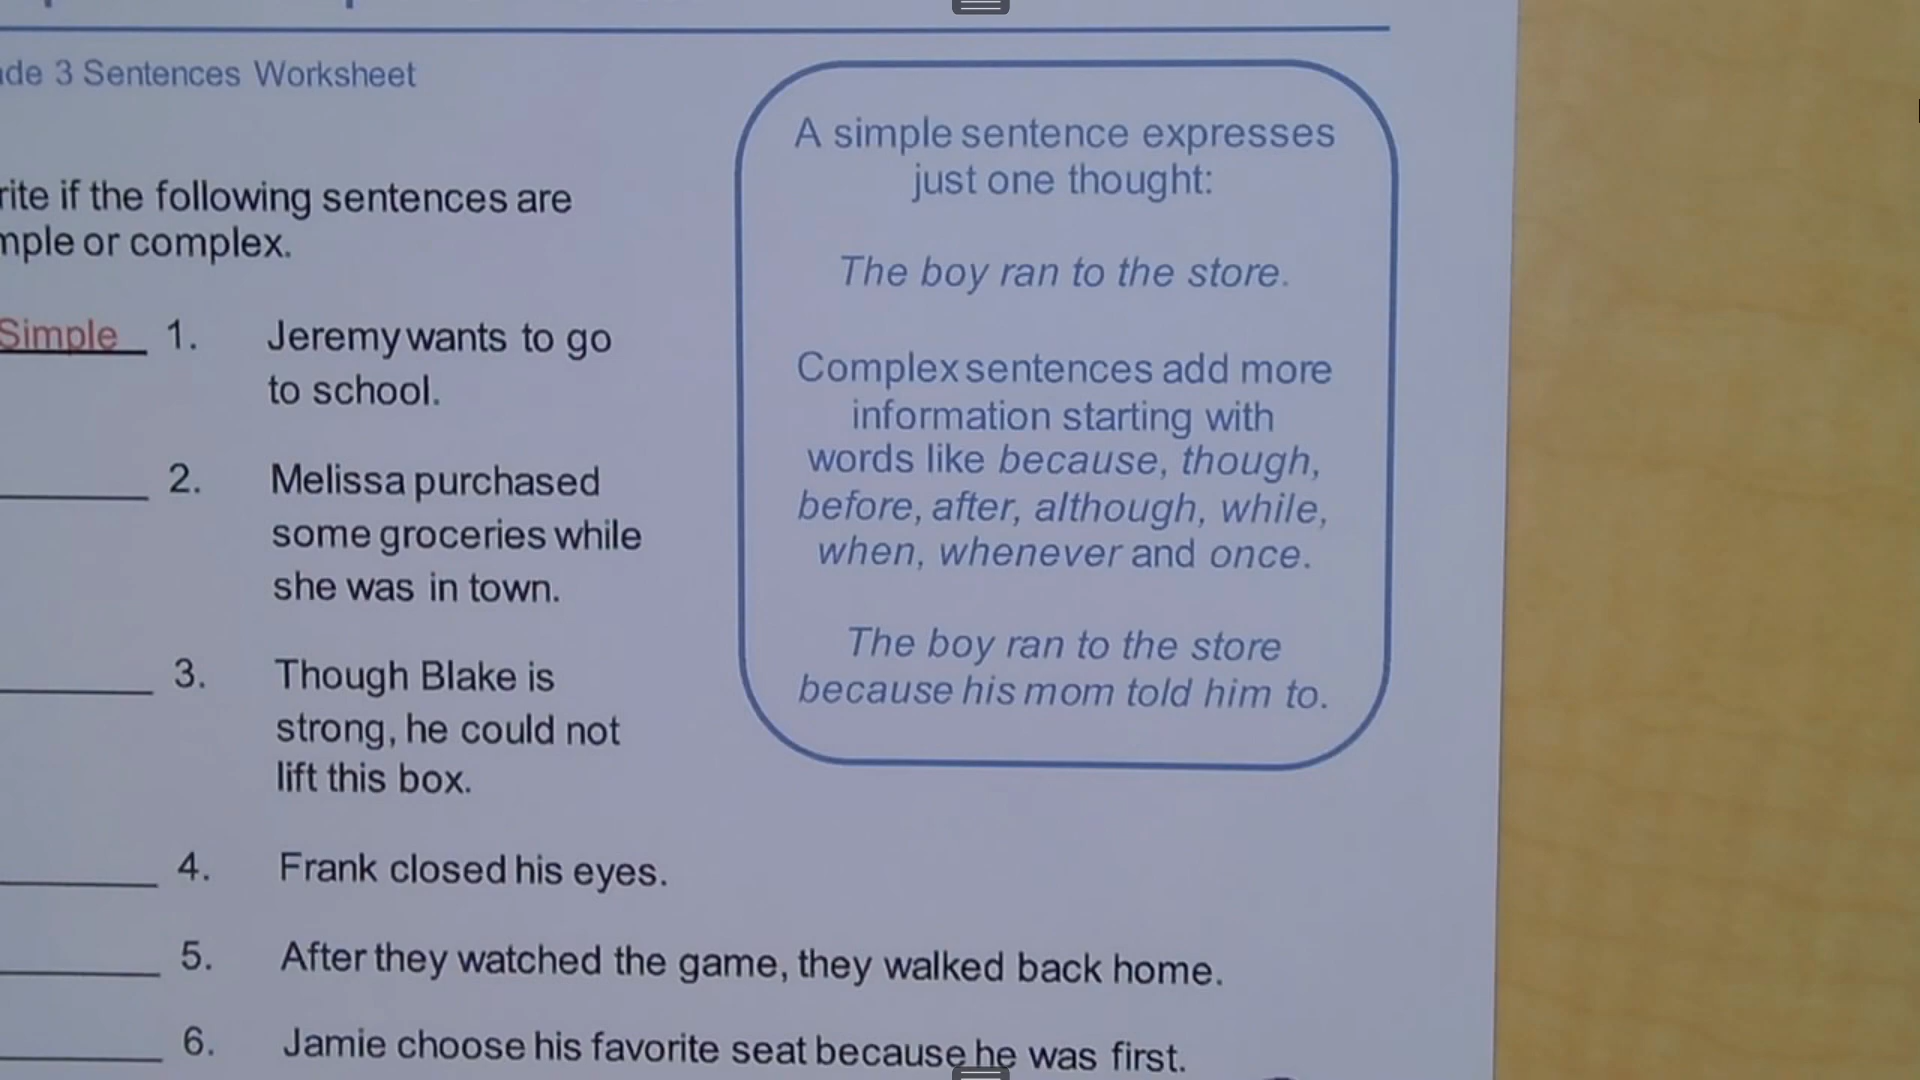 de 3 Sentences Worksheet
rite if the following sentences are
mple or complex.
Simple 1. Jeremy wants to go
to school.
2. Melissa purchased
some groceries while
she was in town.
3. Though Blake is
strong, he could not
lift this box.
4. Frank closed his eyes.
5. After they watched the game, they walked back home.
6. Jamie choose his favorite seat because he was first.
A simple sentence expresses
just one thought:
The boy ran to the store.
Complex sentences add more
information starting with
words like because, though,
before, after, although, while,
when, whenever and once.
The boy ran to the store
because his mom told him to.